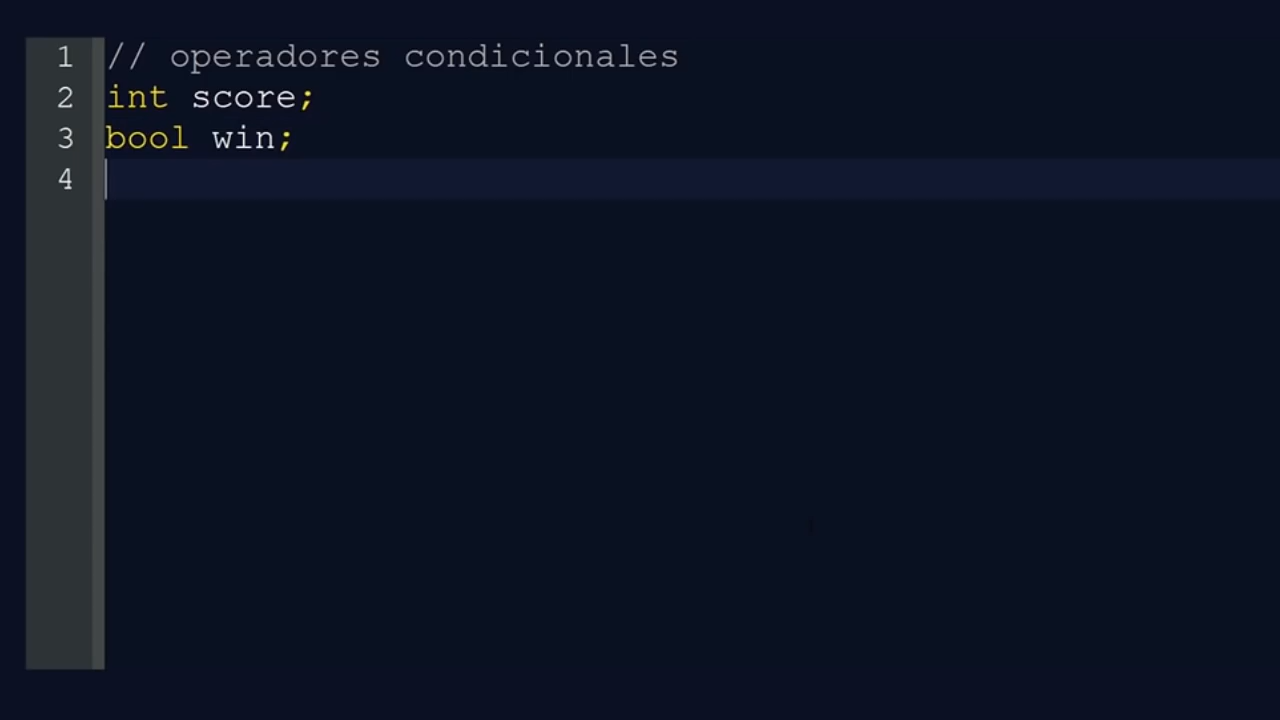 1 // operadores condicionales
2 int score;
3 bool win;
4